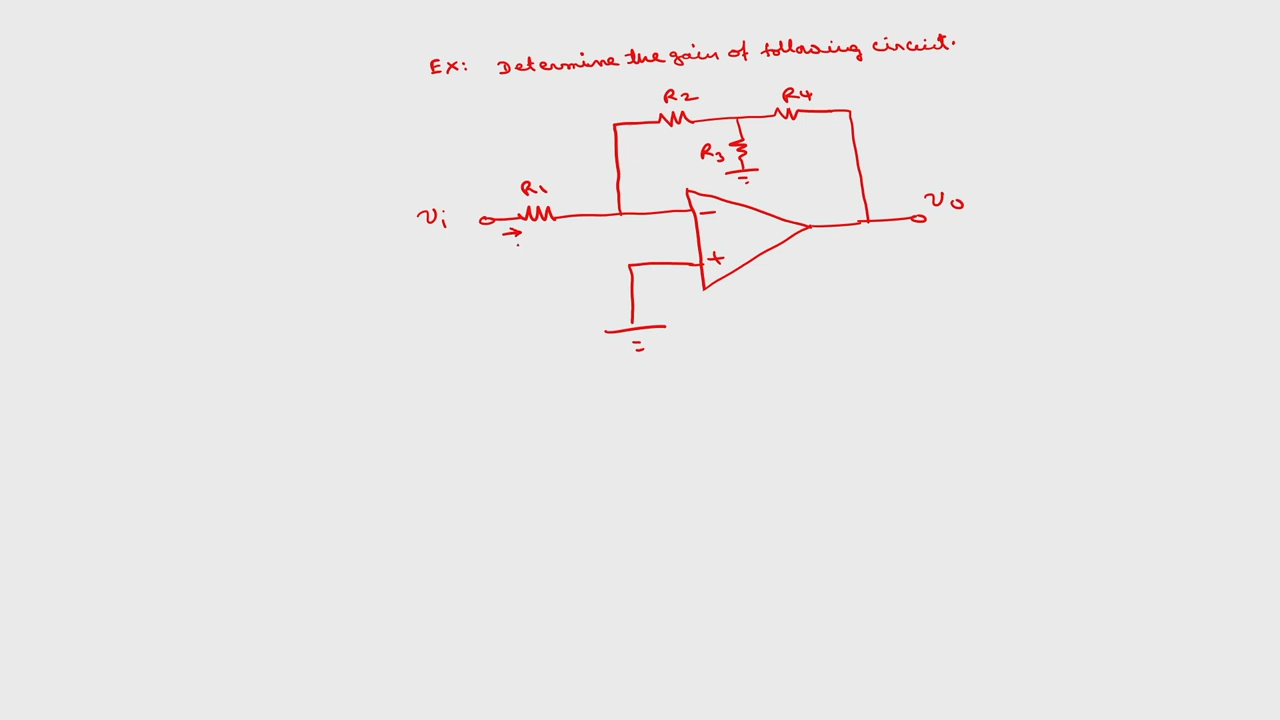 Ex: Determine the gain of following circuit.
R2 R4
R3
R1
vi
vo
-
+